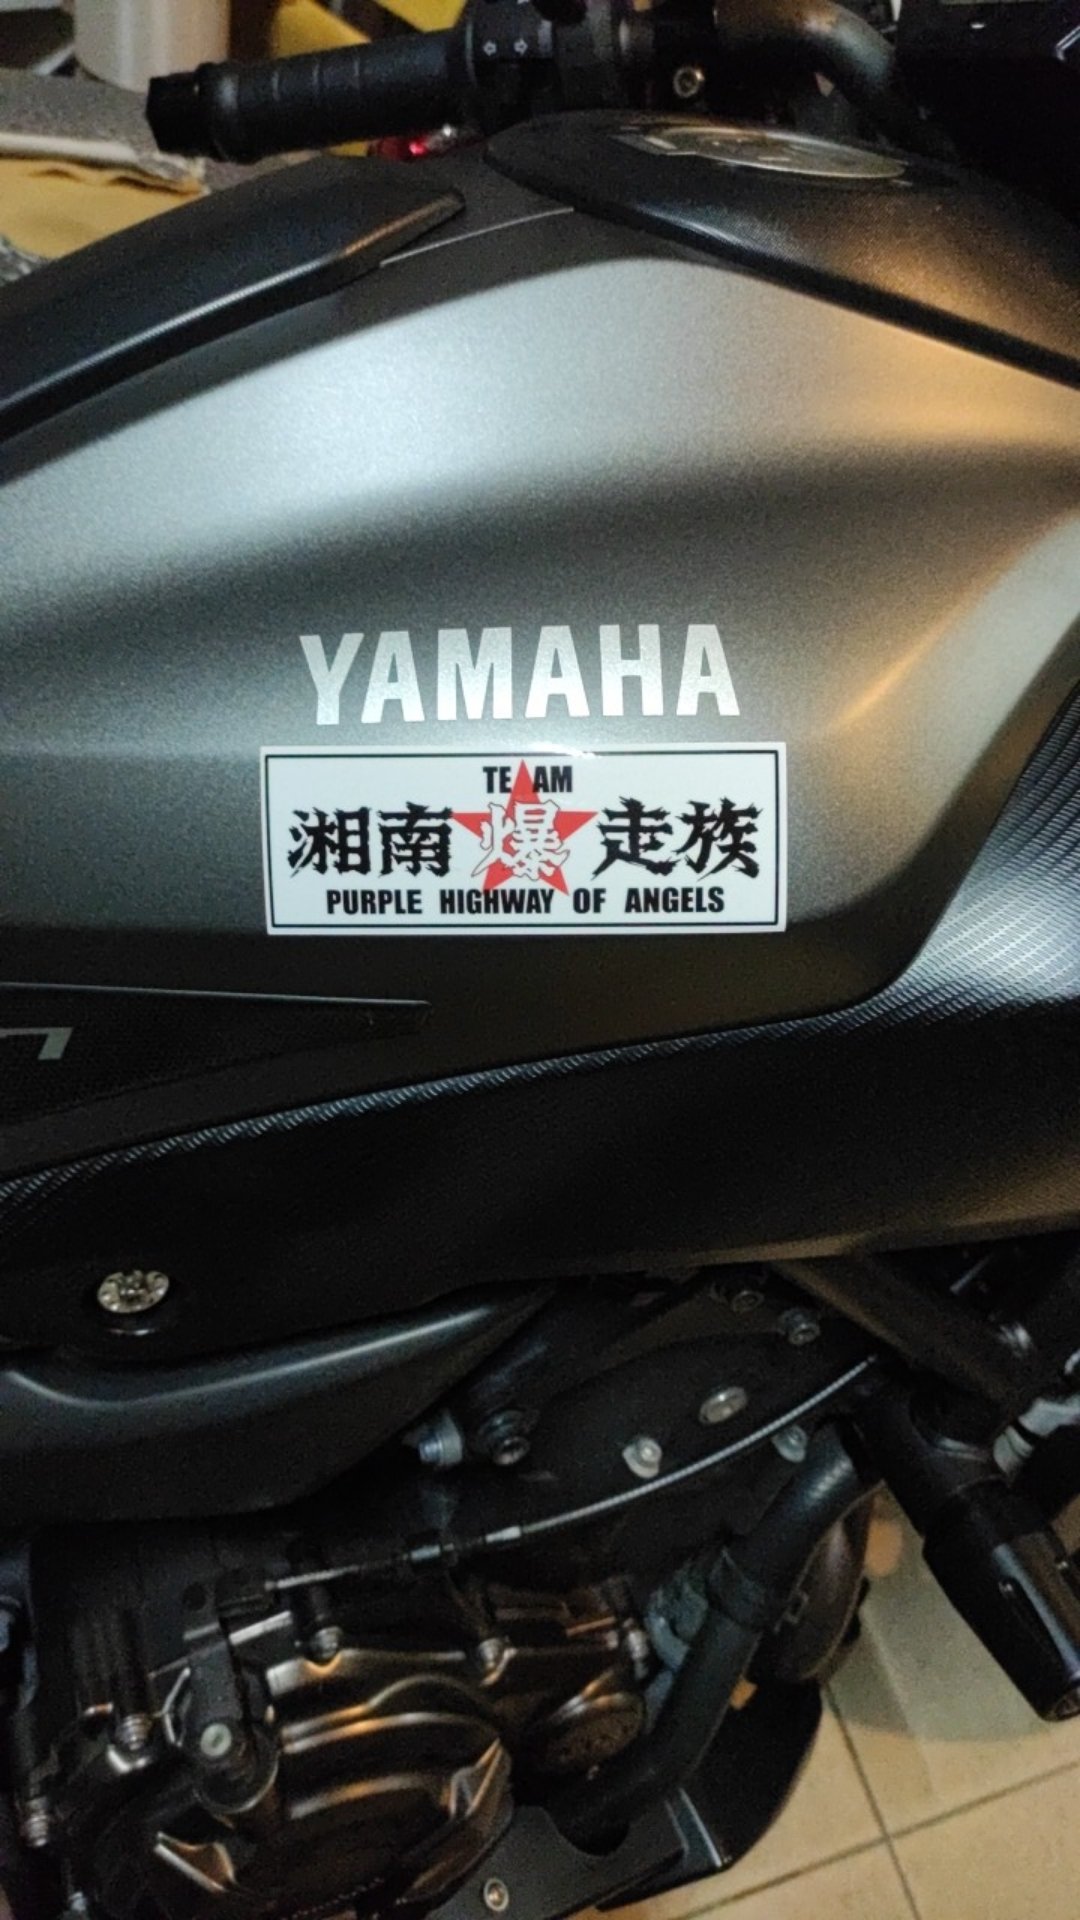 YAMAHA
TEAM
湘南爆走族
PURPLE HIGHWAY OF ANGELS